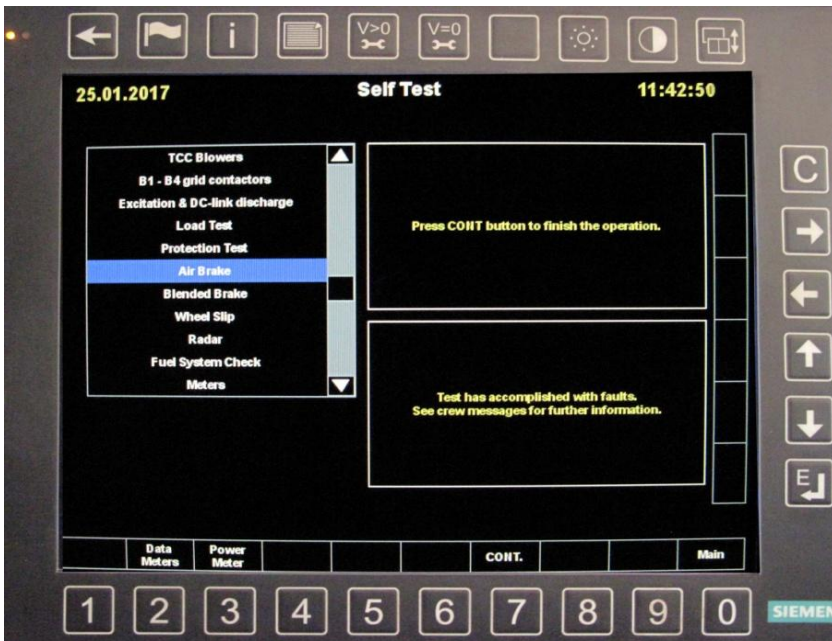 V>0
V=0
25.01.2017
Self Test
11:42:50
TCC Blowers
B1 - B4 grid contactors
Excitation & DC-link discharge
Load Test
Protection Test
Air Brake
Blended Brake
Wheel Slip
Radar
Fuel System Check
Meters
Press CONT button to finish the operation.
Test has accomplished with faults.
See crew messages for further information.
C
E
Data
Meters
Power
Meter
CONT.
Main
1 2 3 4 5 6 7 8 9 0
SIEMEN